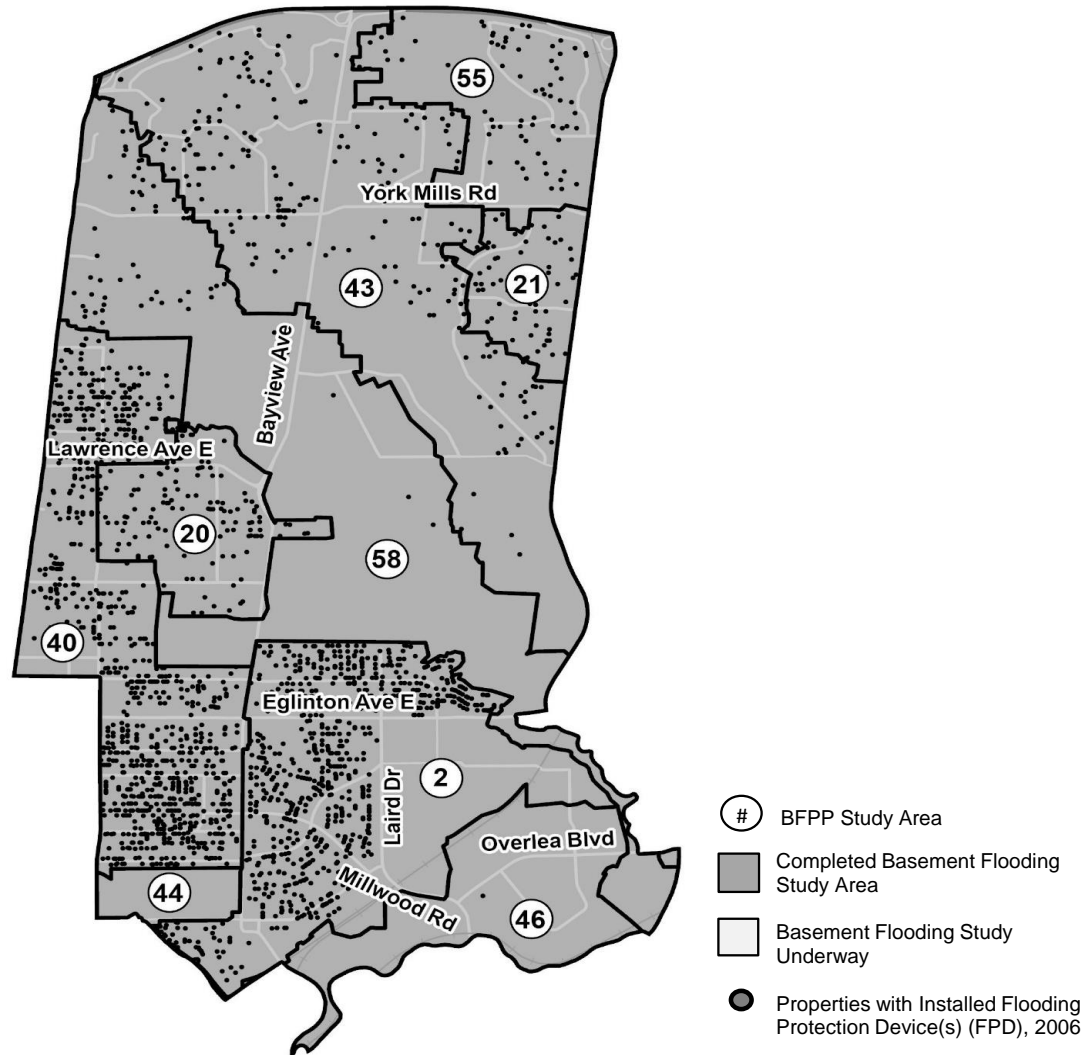 55
York Mills Rd
43
21
Bayview Ave
Lawrence Ave E
20
58
40
Eglinton Ave E
2
Laird Dr
Overlea Blvd
44
Millwood Rd
46
# BFPP Study Area
Completed Basement Flooding
Study Area
Basement Flooding Study
Underway
Properties with Installed Flooding
Protection Device(s) (FPD), 2006